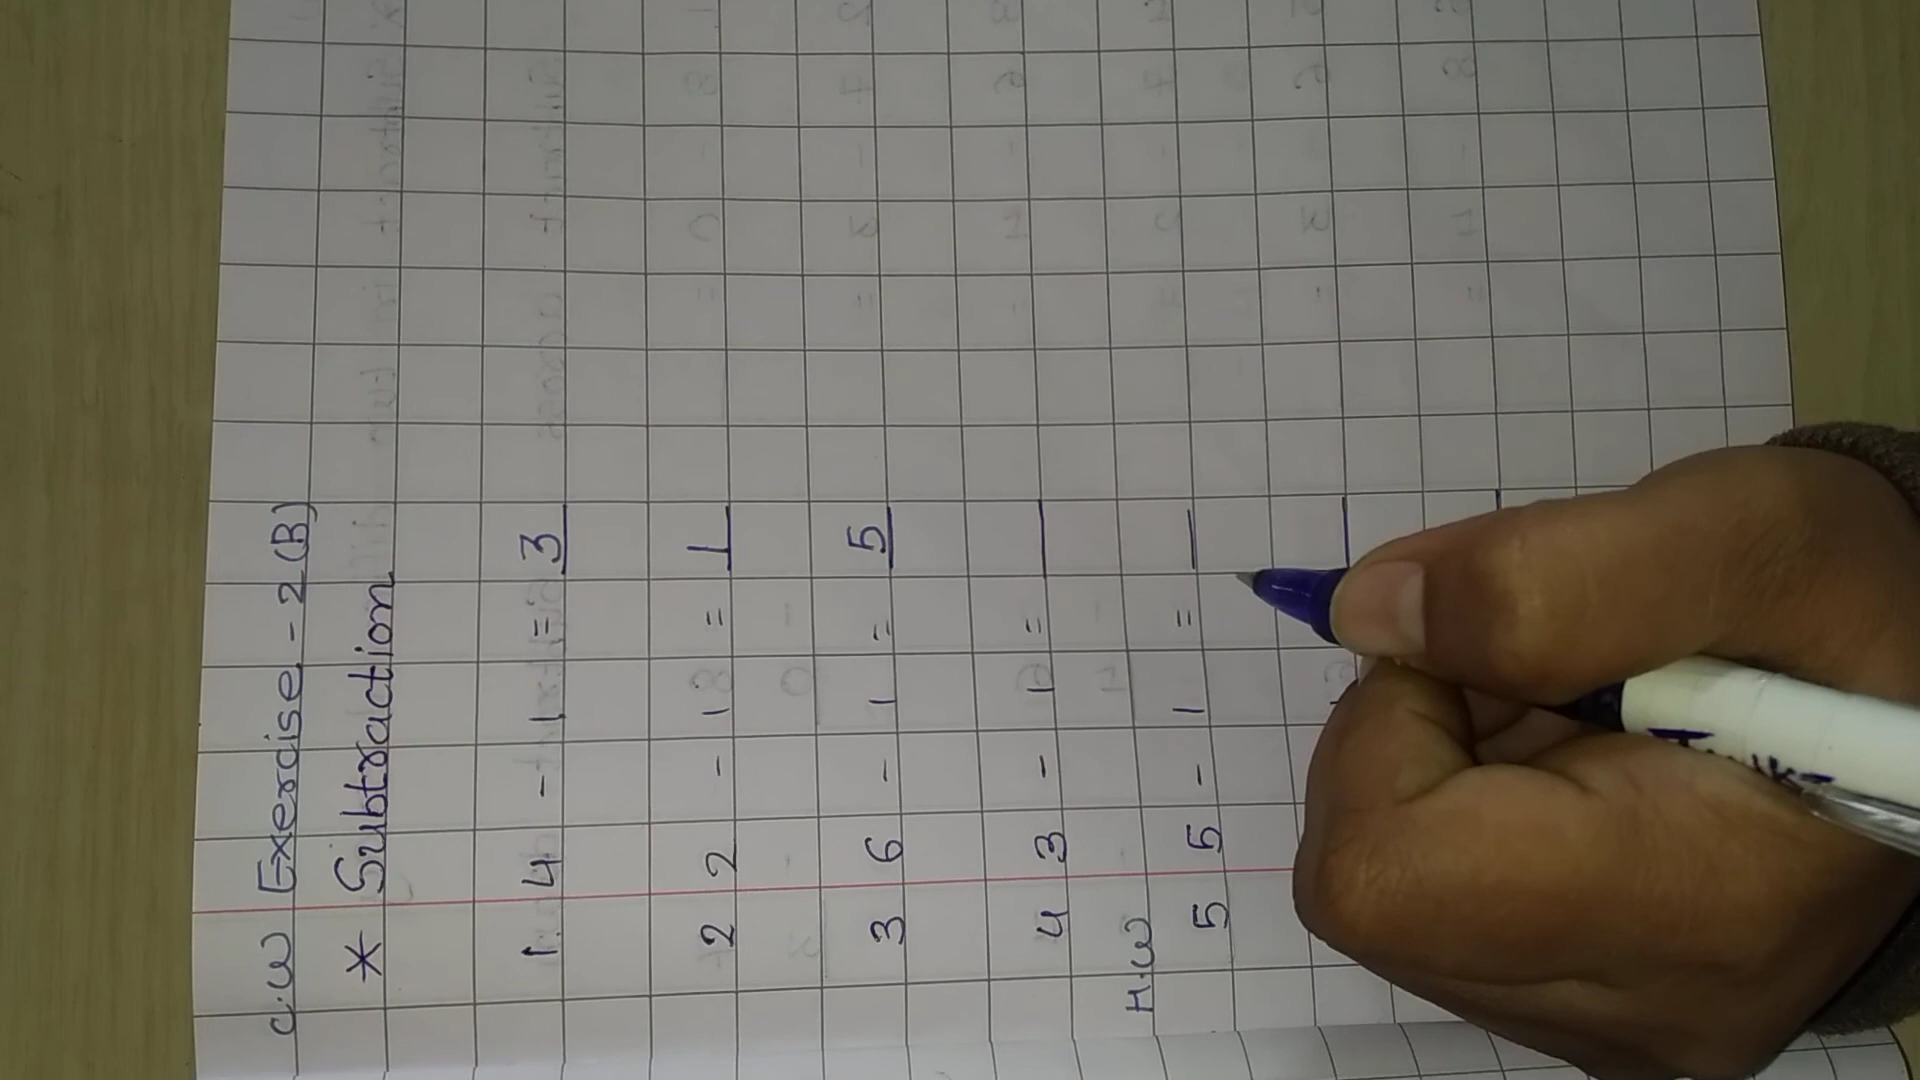 C.W Exercise - 2 (B)
* Subtraction
1. 4 - 1 = 3
2 2 - 1 = 1
3 6 - 1 = 5
4 3 - 1 =
H.W
5 5 - 1 =